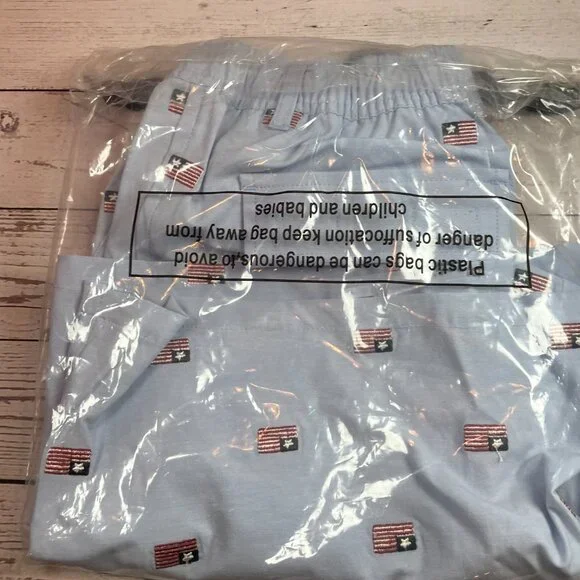 Plastic bags can be dangerous,to avoid
danger of suffocation keep bag away from
children and babies